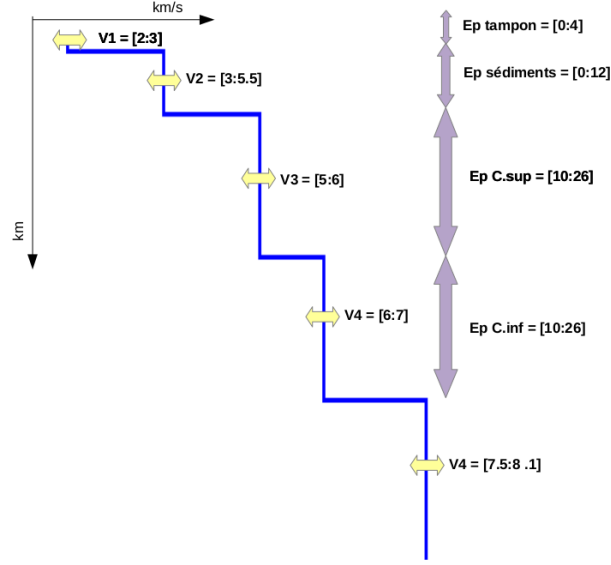 km/s
V1 = [2:3]
Ep tampon = [0:4]
V2 = [3:5.5]
Ep sédiments = [0:12]
V3 = [5:6]
Ep C.sup = [10:26]
km
V4 = [6:7]
Ep C.inf = [10:26]
V4 = [7.5:8 .1]